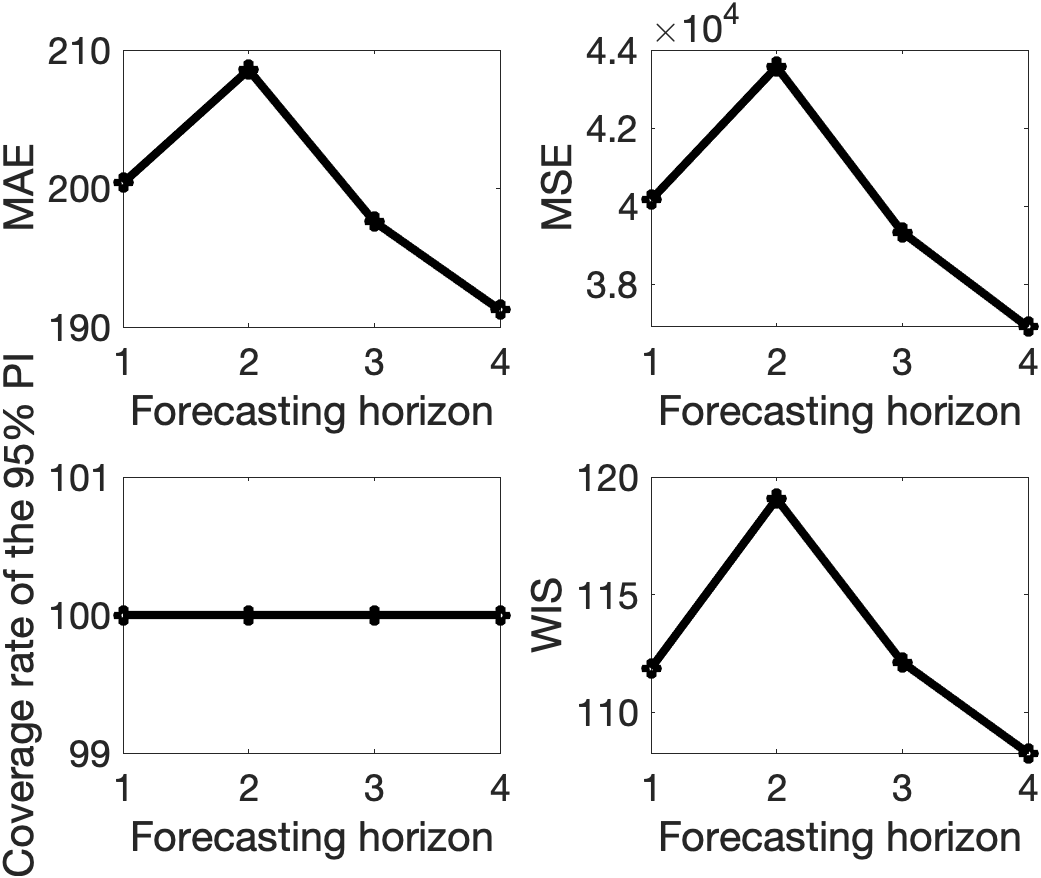 210
200
190
MAE
1 2 3 4
Forecasting horizon
×10⁴
4.4
4.2
4
3.8
MSE
1 2 3 4
Forecasting horizon
101
100
99
Coverage rate of the 95% PI
1 2 3 4
Forecasting horizon
120
115
110
WIS
1 2 3 4
Forecasting horizon